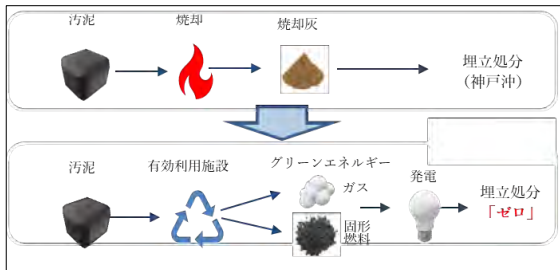 汚泥
焼却
焼却灰
埋立処分
(神戸沖)
汚泥
有効利用施設
グリーンエネルギー
ガス
固形
燃料
発電
埋立処分
「ゼロ」